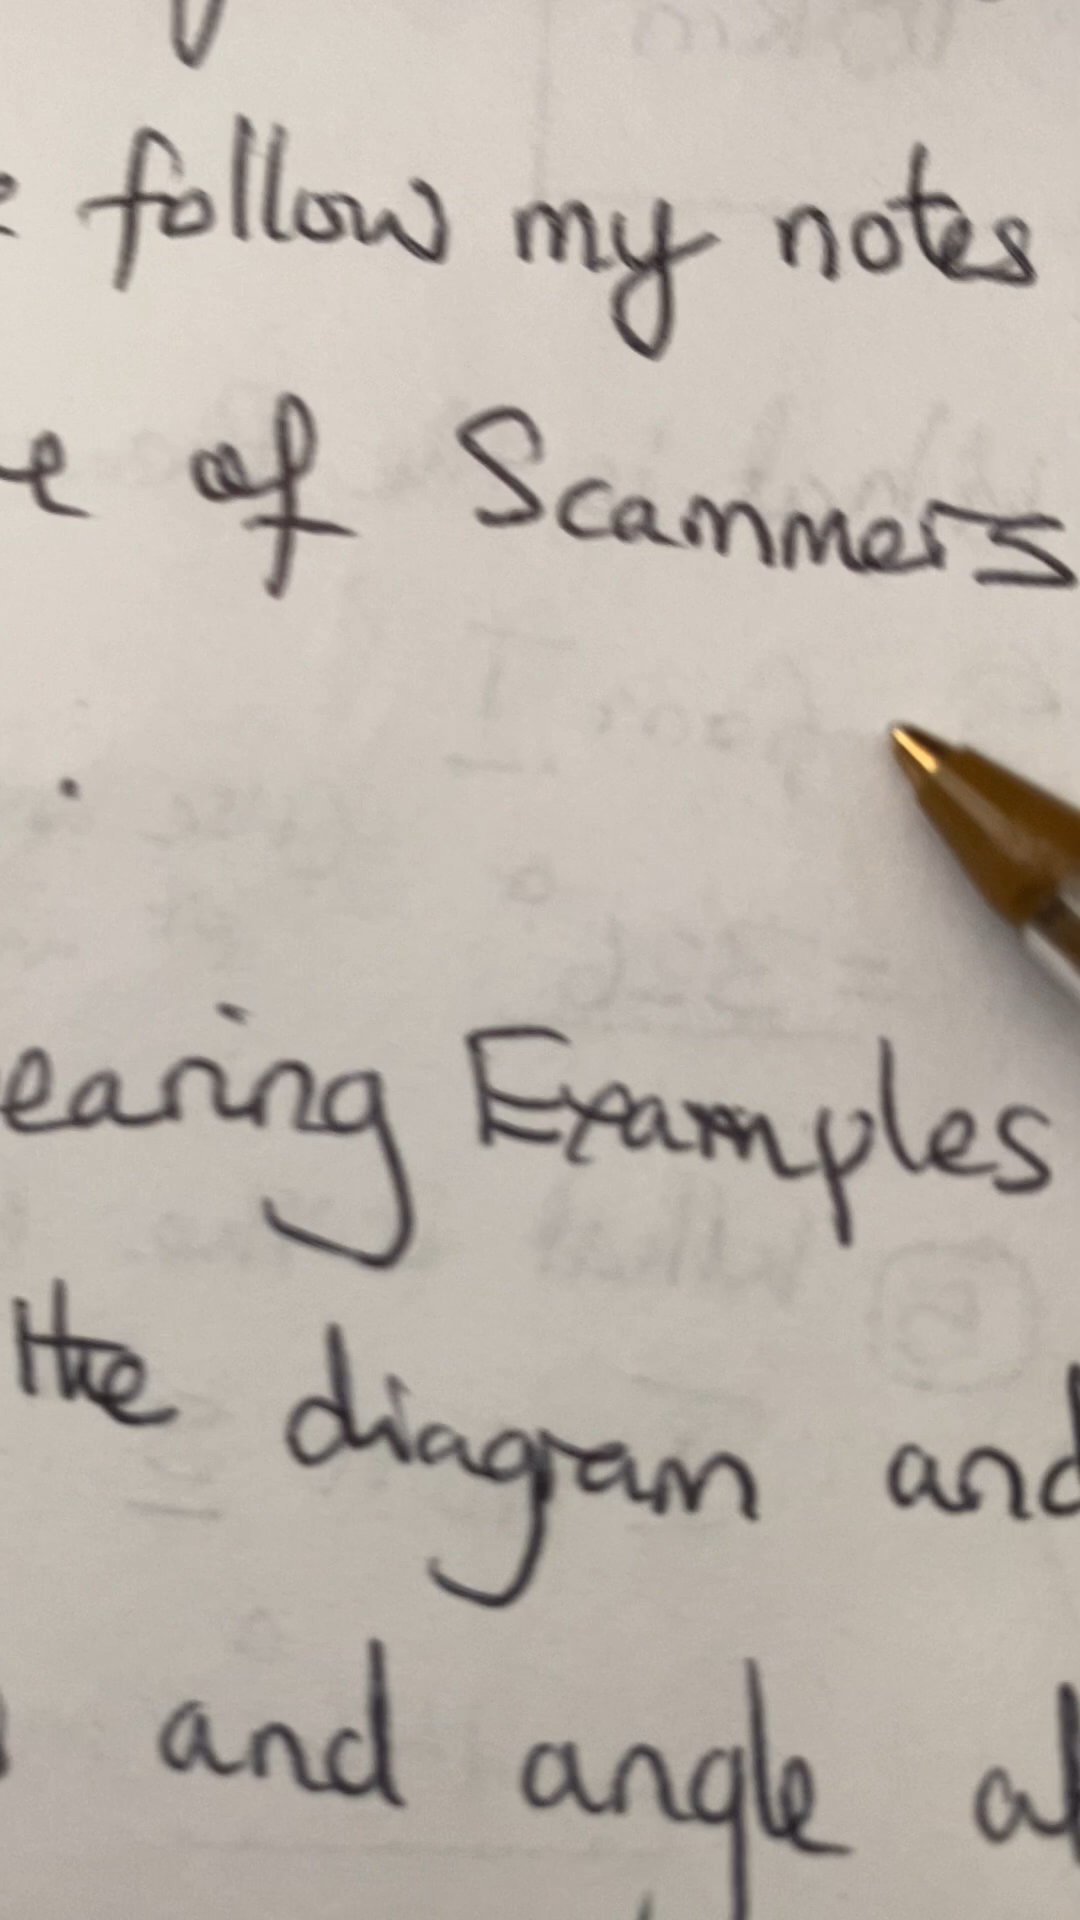 follow my notes
of Scammers
earing Examples
the diagram and
and angle